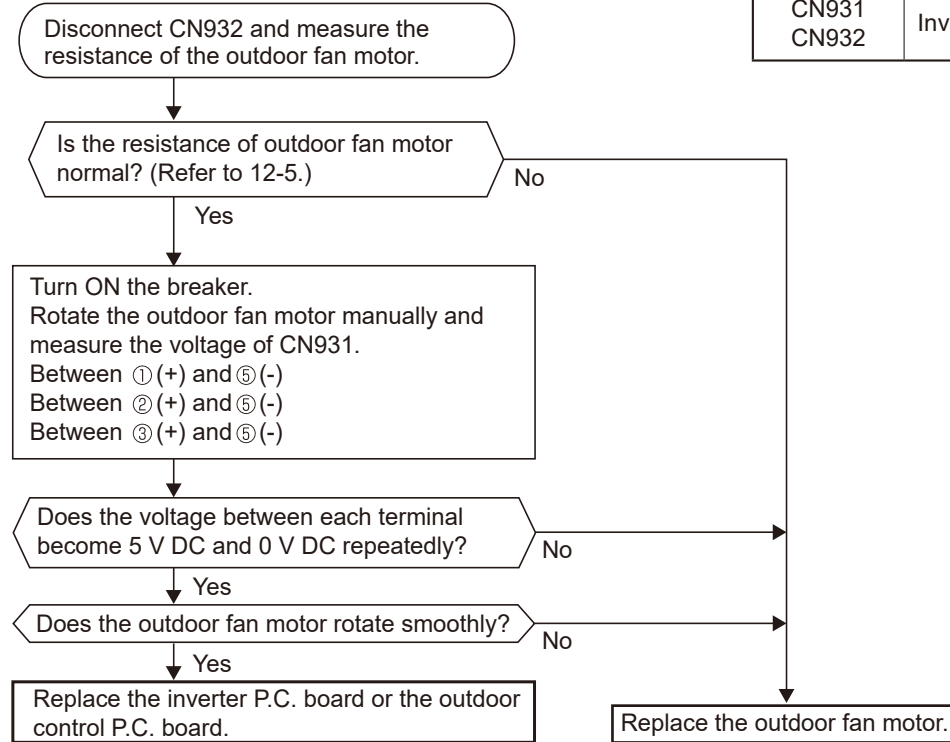 Disconnect CN932 and measure the
resistance of the outdoor fan motor.
CN931
CN932
Inv
Is the resistance of outdoor fan motor
normal? (Refer to 12-5.)
No
Yes
Turn ON the breaker.
Rotate the outdoor fan motor manually and
measure the voltage of CN931.
Between ①(+) and ⑤(-)
Between ②(+) and ⑤(-)
Between ③(+) and ⑤(-)
Does the voltage between each terminal
become 5 V DC and 0 V DC repeatedly?
No
Yes
Does the outdoor fan motor rotate smoothly?
No
Yes
Replace the inverter P.C. board or the outdoor
control P.C. board.
Replace the outdoor fan motor.